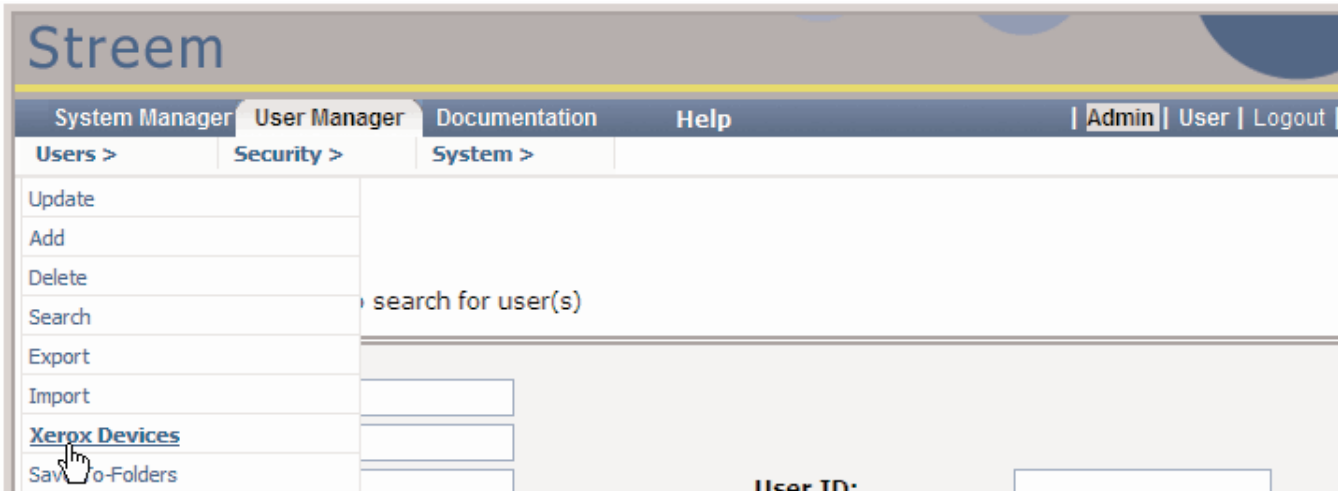 Streem
System Manager User Manager Documentation Help | Admin | User | Logout |
Users > Security > System >
Update
Add
Delete
search for user(s)
Search
Export
Import
Xerox Devices
User ID: